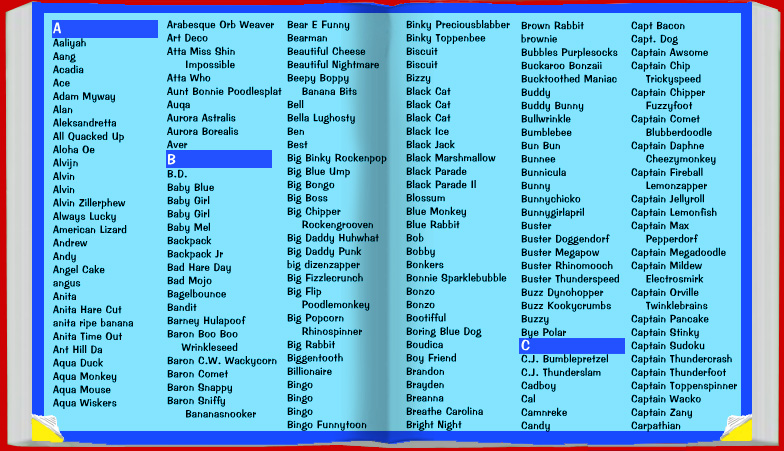 A
Aaliyah
Aang
Acadia
Ace
Adam Myway
Alan
Aleksandretta
All Quacked Up
Aloha Oe
Alvijn
Alvin
Alvin
Alvin Zillerphew
Always Lucky
American Lizard
Andrew
Andy
Angel Cake
angus
Anita
Anita Hare Cut
anita ripe banana
Anita Time Out
Ant Hill Da
Aqua Duck
Aqua Monkey
Aqua Mouse
Aqua Wiskers
Arabesque Orb Weaver
Art Deco
Atta Miss Shin
Impossible
Atta Who
Aunt Bonnie Poodlesplat
Auqa
Aurora Astralis
Aurora Borealis
Aver
B
B.D.
Baby Blue
Baby Girl
Baby Girl
Baby Mel
Backpack
Backpack Jr
Bad Hare Day
Bad Mojo
Bagelbounce
Bandit
Barney Hulapoof
Baron Boo Boo
Wrinkleseed
Baron C.W. Wackycorn
Baron Comet
Baron Snappy
Baron Sniffy
Bananasnooker
Bear E Funny
Bearman
Beautiful Cheese
Beautiful Nightmare
Beepy Boppy
Banana Bits
Bell
Bella Lughosty
Ben
Best
Big Binky Rockenpop
Big Blue Ump
Big Bongo
Big Boss
Big Chipper
Rockengrooven
Big Daddy Huhwhat
Big Daddy Punk
big dizenzapper
Big Fizzlecrunch
Big Flip
Poodlemonkey
Big Popcorn
Rhinospinner
Big Rabbit
Biggentooth
Billionaire
Bingo
Bingo
Bingo
Bingo Funnytoon
Binky Preciousblabber
Binky Toppenbee
Biscuit
Biscuit
Bizzy
Black Cat
Black Cat
Black Cat
Black Ice
Black Jack
Black Marshmallow
Black Parade
Black Parade II
Blossum
Blue Monkey
Blue Rabbit
Bob
Bobby
Bonkers
Bonnie Sparklebubble
Bonzo
Bonzo
Bootifful
Boring Blue Dog
Boudica
Boy Friend
Brandon
Brayden
Breanna
Breathe Carolina
Bright Night
Brown Rabbit
brownie
Bubbles Purplesocks
Buckaroo Bonzaii
Bucktoothed Maniac
Buddy
Buddy Bunny
Bullwrinkle
Bumblebee
Bun Bun
Bunnee
Bunnicula
Bunny
Bunnychicko
Bunnygirlapril
Buster
Buster Doggendorf
Buster Megapow
Buster Rhinomooch
Buster Thunderspeed
Buzz Dynohopper
Buzz Kookycrumbs
Buzzy
Bye Polar
C
C.J. Bumblepretzel
C.J. Thunderslam
Cadboy
Cal
Camnreke
Candy
Capt Bacon
Capt. Dog
Captain Awsome
Captain Chip
Trickyspeed
Captain Chipper
Fuzzyfoot
Captain Comet
Blubberdoodle
Captain Daphne
Cheezymonkey
Captain Fireball
Lemonzapper
Captain Jellyroll
Captain Lemonfish
Captain Max
Pepperdorf
Captain Megadoodle
Captain Mildew
Electrosmirk
Captain Orville
Twinklebrains
Captain Pancake
Captain Stinky
Captain Sudoku
Captain Thundercrash
Captain Thunderfoot
Captain Toppenspinner
Captain Wacko
Captain Zany
Carpathian